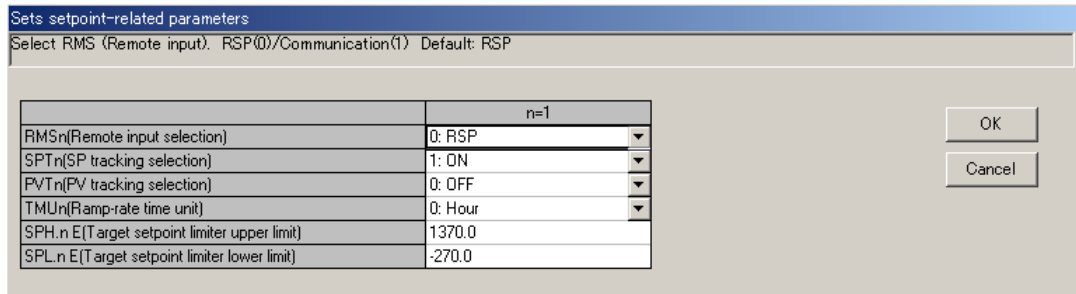 Sets setpoint-related parameters
Select RMS (Remote input). RSP(0)/Communication(1) Default: RSP
n=1
RMSn(Remote input selection) 0: RSP
SPTn(SP tracking selection) 1: ON
PVTn(PV tracking selection) 0: OFF
TMUn(Ramp-rate time unit) 0: Hour
SPH.n E(Target setpoint limiter upper limit) 1370.0
SPL.n E(Target setpoint limiter lower limit) -270.0
OK
Cancel